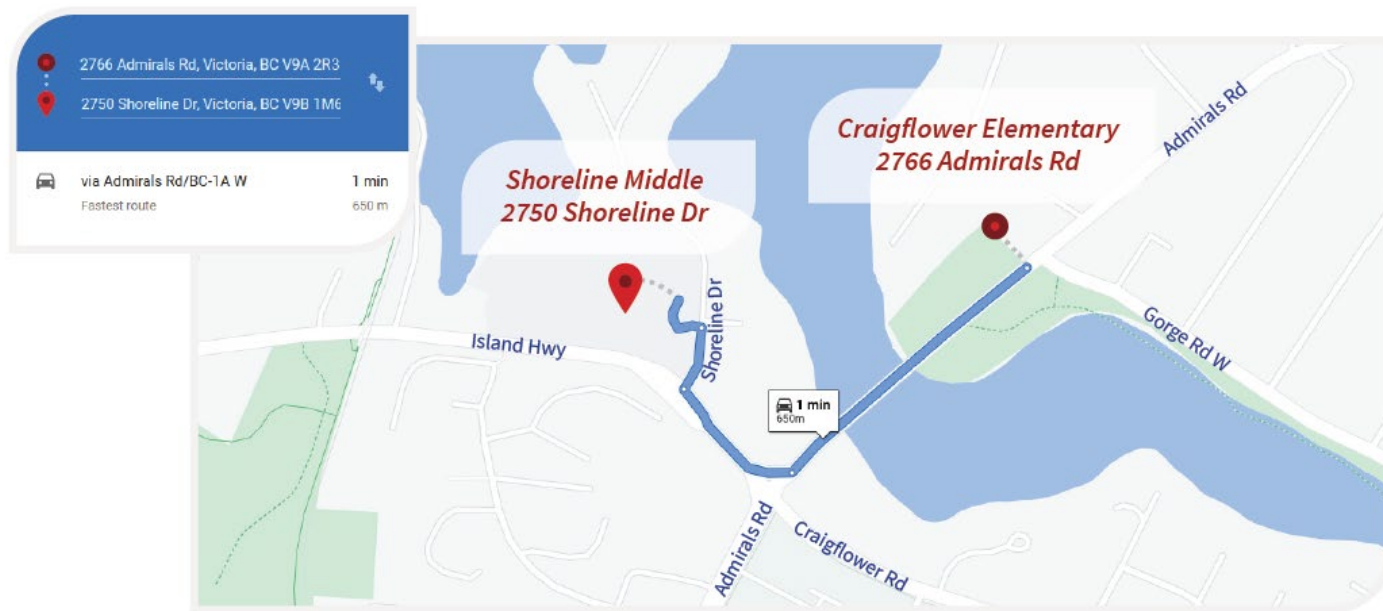 2766 Admirals Rd, Victoria, BC V9A 2R3
2750 Shoreline Dr, Victoria, BC V9B 1M6
via Admirals Rd/BC-1A W
1 min
Fastest route
650 m
Craigflower Elementary
2766 Admirals Rd
Admirals Rd
Shoreline Middle
2750 Shoreline Dr
Shoreline Dr
Island Hwy
Gorge Rd W
1 min
650m
Admirals Rd
Craigflower Rd